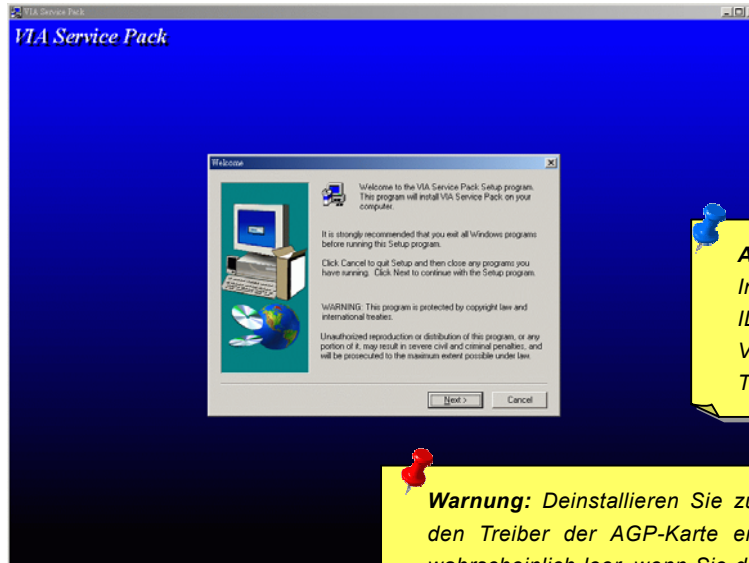 VIA Service Pack
VIA Service Pack
Welcome
Welcome to the VIA Service Pack Setup program.
This program will install VIA Service Pack on your
computer.
It is strongly recommended that you exit all Windows programs
before running this Setup program.
Click Cancel to quit Setup and then close any programs you
have running. Click Next to continue with the Setup program.
WARNING: This program is protected by copyright law and
international treaties.
Unauthorized reproduction or distribution of this program, or any
portion of it, may result in severe civil and criminal penalties, and
will be prosecuted to the maximum extent possible under law.
Next >
Cancel
Warnung: Deinstallieren Sie
den Treiber der AGP-Karte
wahrscheinlich leer, wenn Sie